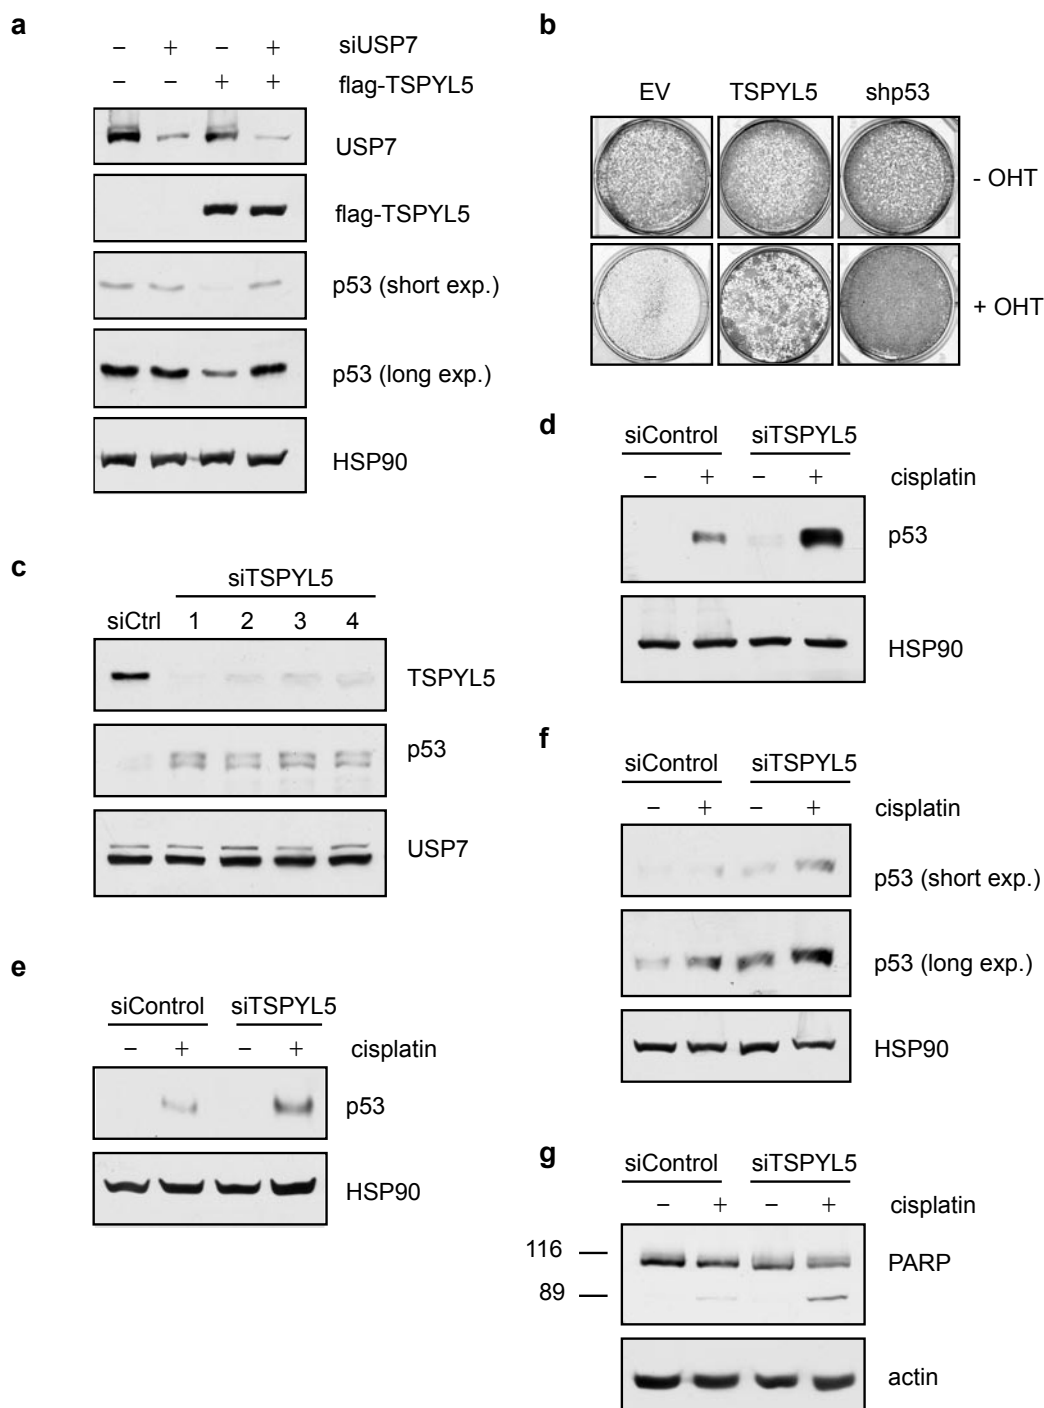 a
− + − + siUSP7
− − + + flag-TSPYL5
USP7
flag-TSPYL5
p53 (short exp.)
p53 (long exp.)
HSP90
b
EV TSPYL5 shp53
- OHT
+ OHT
c
siTSPYL5
siCtrl 1 2 3 4
TSPYL5
p53
USP7
d
siControl siTSPYL5
− + − + cisplatin
p53
HSP90
e
siControl siTSPYL5
− + − + cisplatin
p53
HSP90
f
siControl siTSPYL5
− + − + cisplatin
p53 (short exp.)
p53 (long exp.)
HSP90
g
siControl siTSPYL5
− + − + cisplatin
116
PARP
89
actin